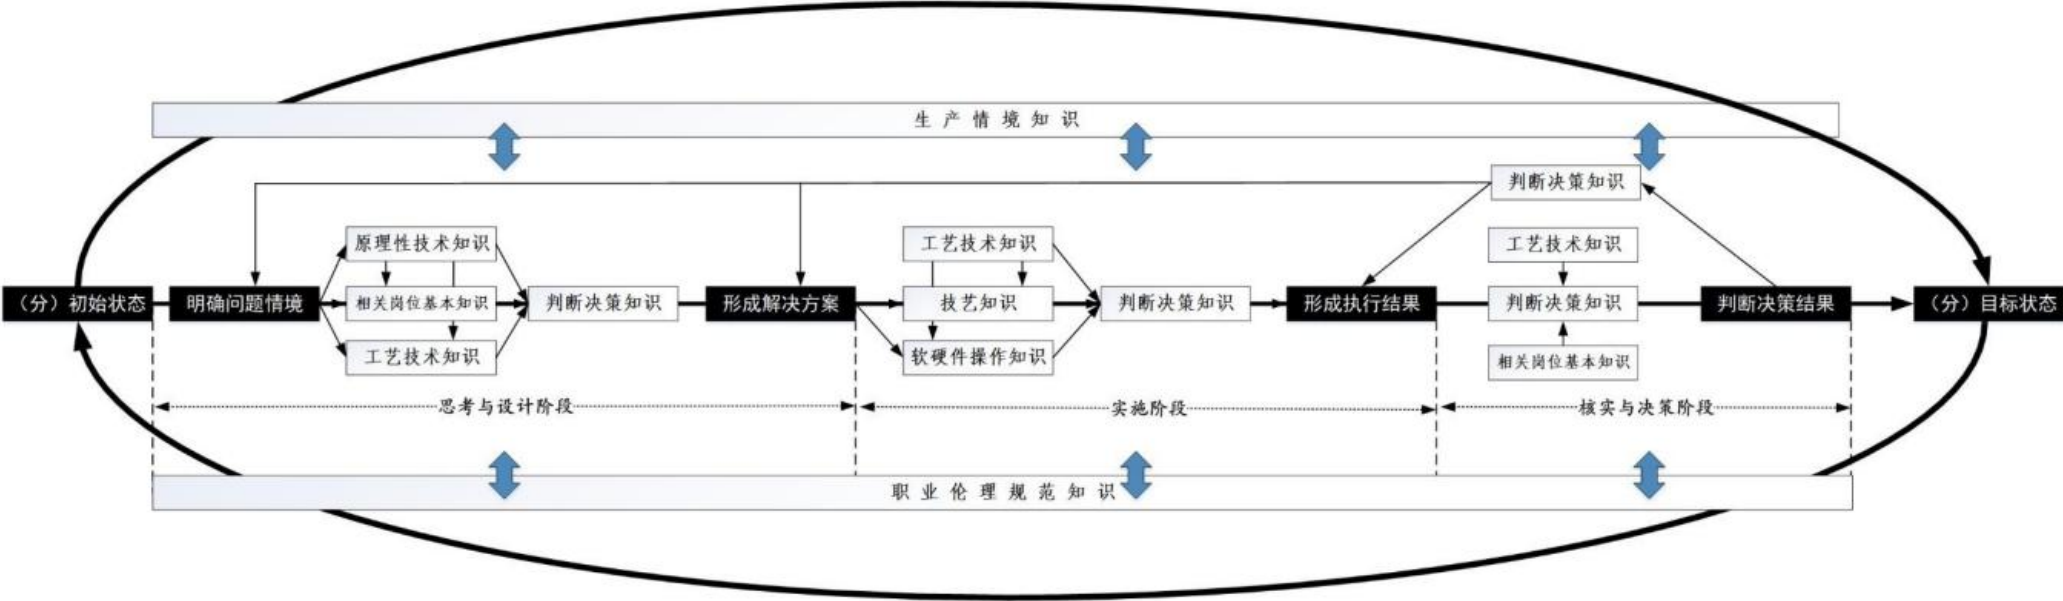 生产情境知识
判断决策知识
原理性技术知识
工艺技术知识
工艺技术知识
（分）初始状态
明确问题情境
相关岗位基本知识
判断决策知识
形成解决方案
技艺知识
判断决策知识
形成执行结果
判断决策知识
判断决策结果
（分）目标状态
工艺技术知识
软硬件操作知识
相关岗位基本知识
思考与设计阶段
实施阶段
核实与决策阶段
职业伦理规范知识